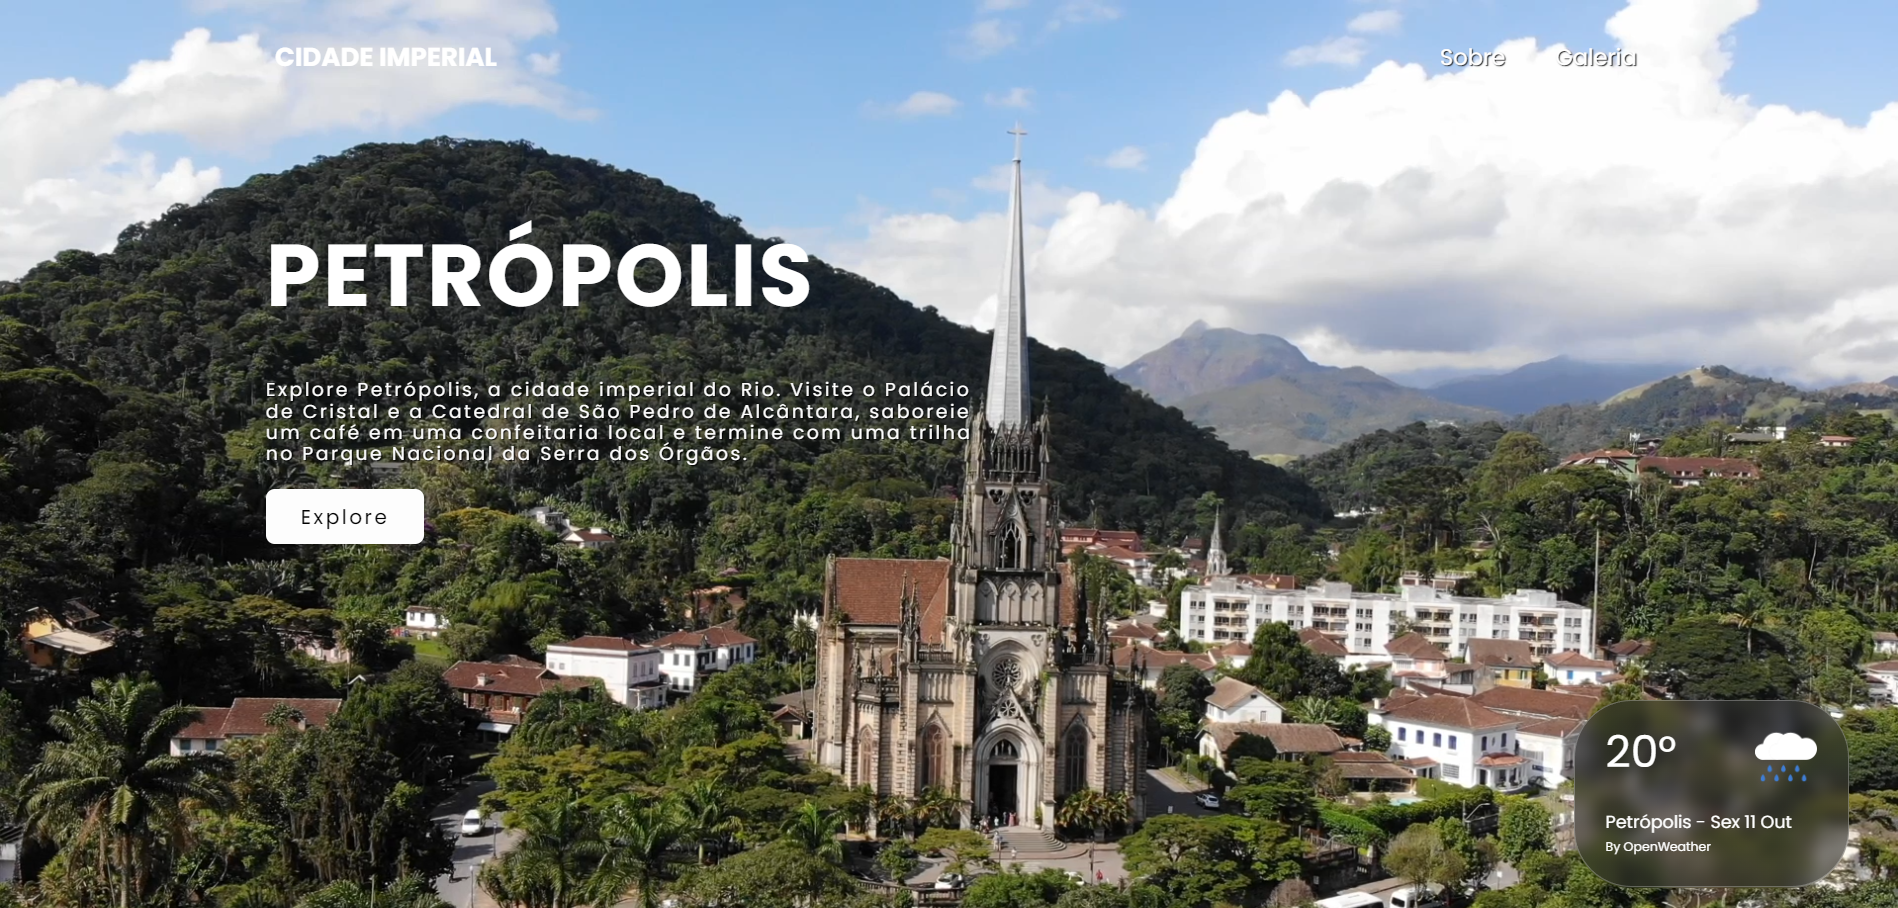 CIDADE IMPERIAL
Sobre
Galeria
PETRÓPOLIS
Explore Petrópolis, a cidade imperial do Rio. Visite o Palácio
de Cristal e a Catedral de São Pedro de Alcântara, saboreie
um café em uma confeitaria local e termine com uma trilha
no Parque Nacional da Serra dos Órgãos.
Explore
20°
Petrópolis - Sex 11 Out
By OpenWeather